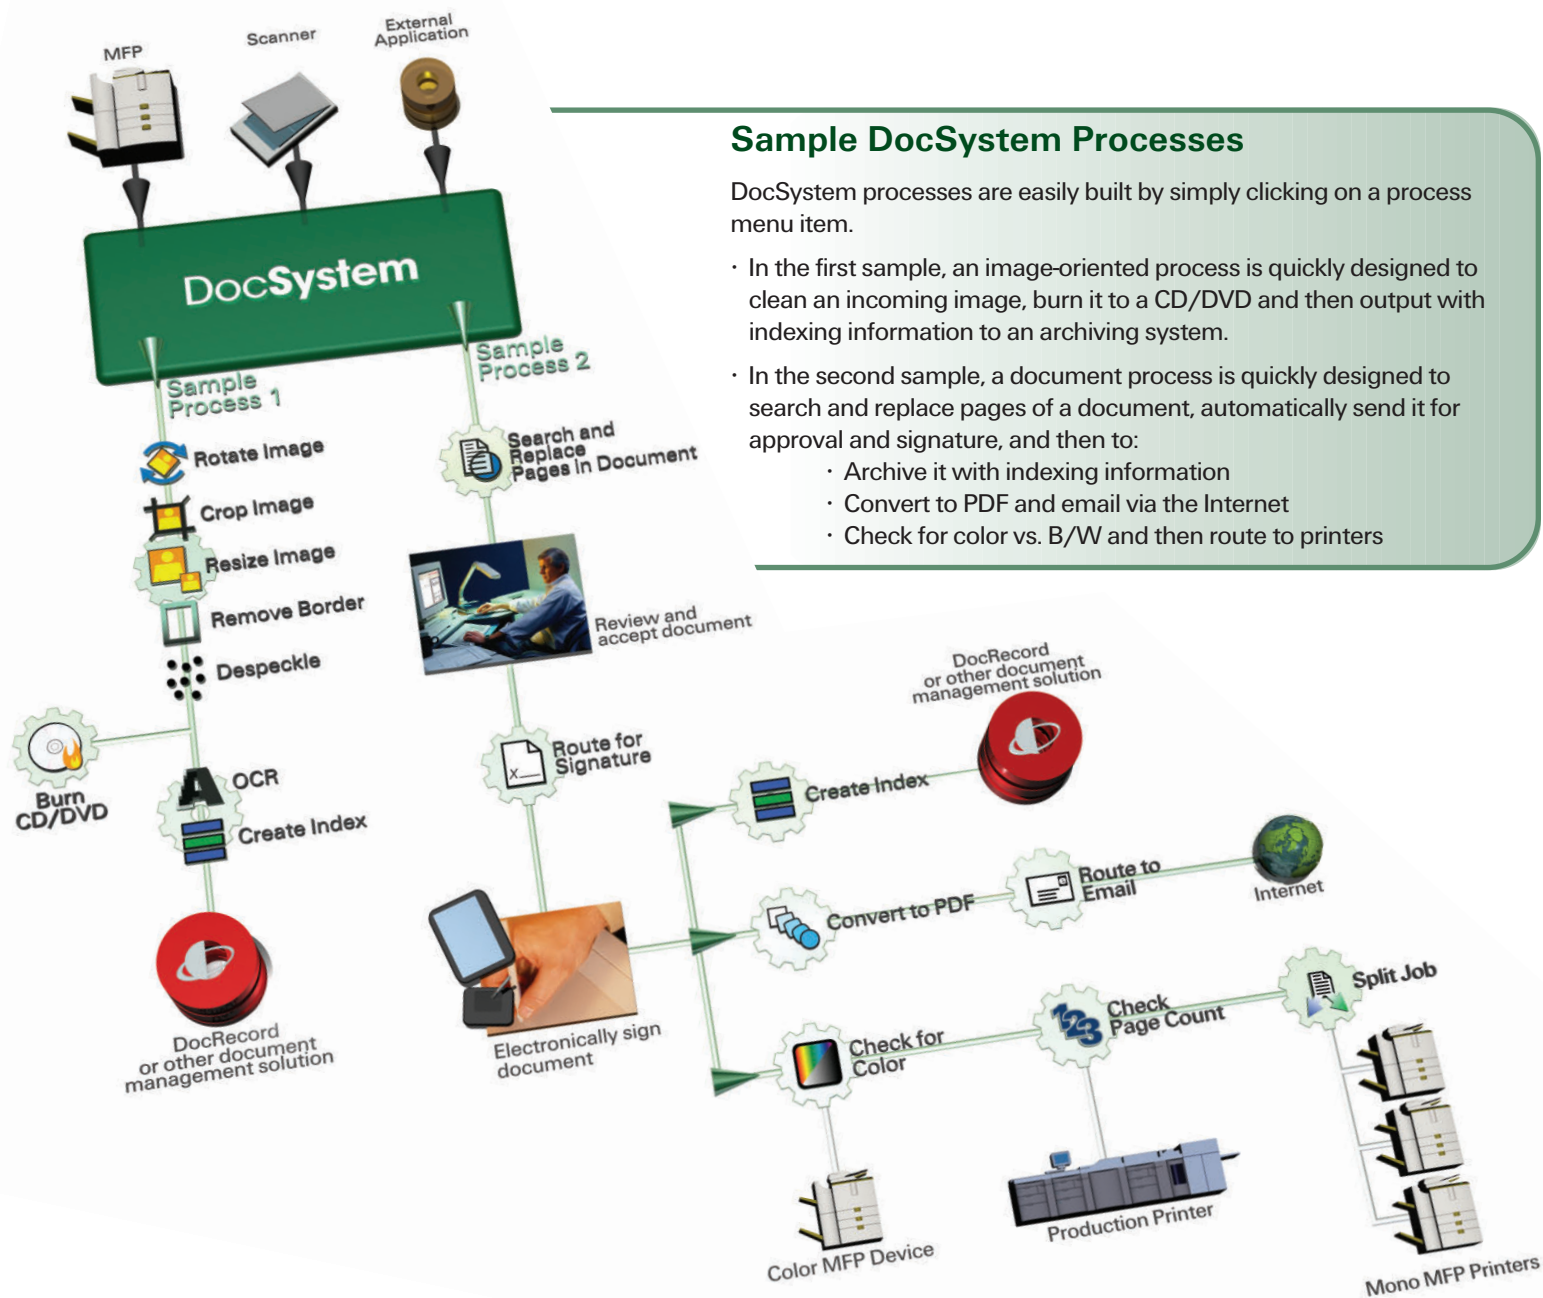 MFP
Scanner
External
Application
DocSystem
Sample DocSystem Processes
DocSystem processes are easily built by simply clicking on a process
menu item.
· In the first sample, an image-oriented process is quickly designed to
clean an incoming image, burn it to a CD/DVD and then output with
indexing information to an archiving system.
· In the second sample, a document process is quickly designed to
search and replace pages of a document, automatically send it for
approval and signature, and then to:
· Archive it with indexing information
· Convert to PDF and email via the Internet
· Check for color vs. B/W and then route to printers
Sample
Process 1
Rotate Image
Crop Image
Resize Image
Remove Border
Despeckle
Burn
CD/DVD
OCR
Create Index
DocRecord
or other document
management solution
Sample
Process 2
Search and
Replace
Pages in Document
Review and
accept document
Route for
Signature
X
Electronically sign
document
Create Index
DocRecord
or other document
management solution
Convert to PDF
Route to
Email
Internet
Check for
Color
123
Check
Page Count
Split Job
Color MFP Device
Production Printer
Mono MFP Printers